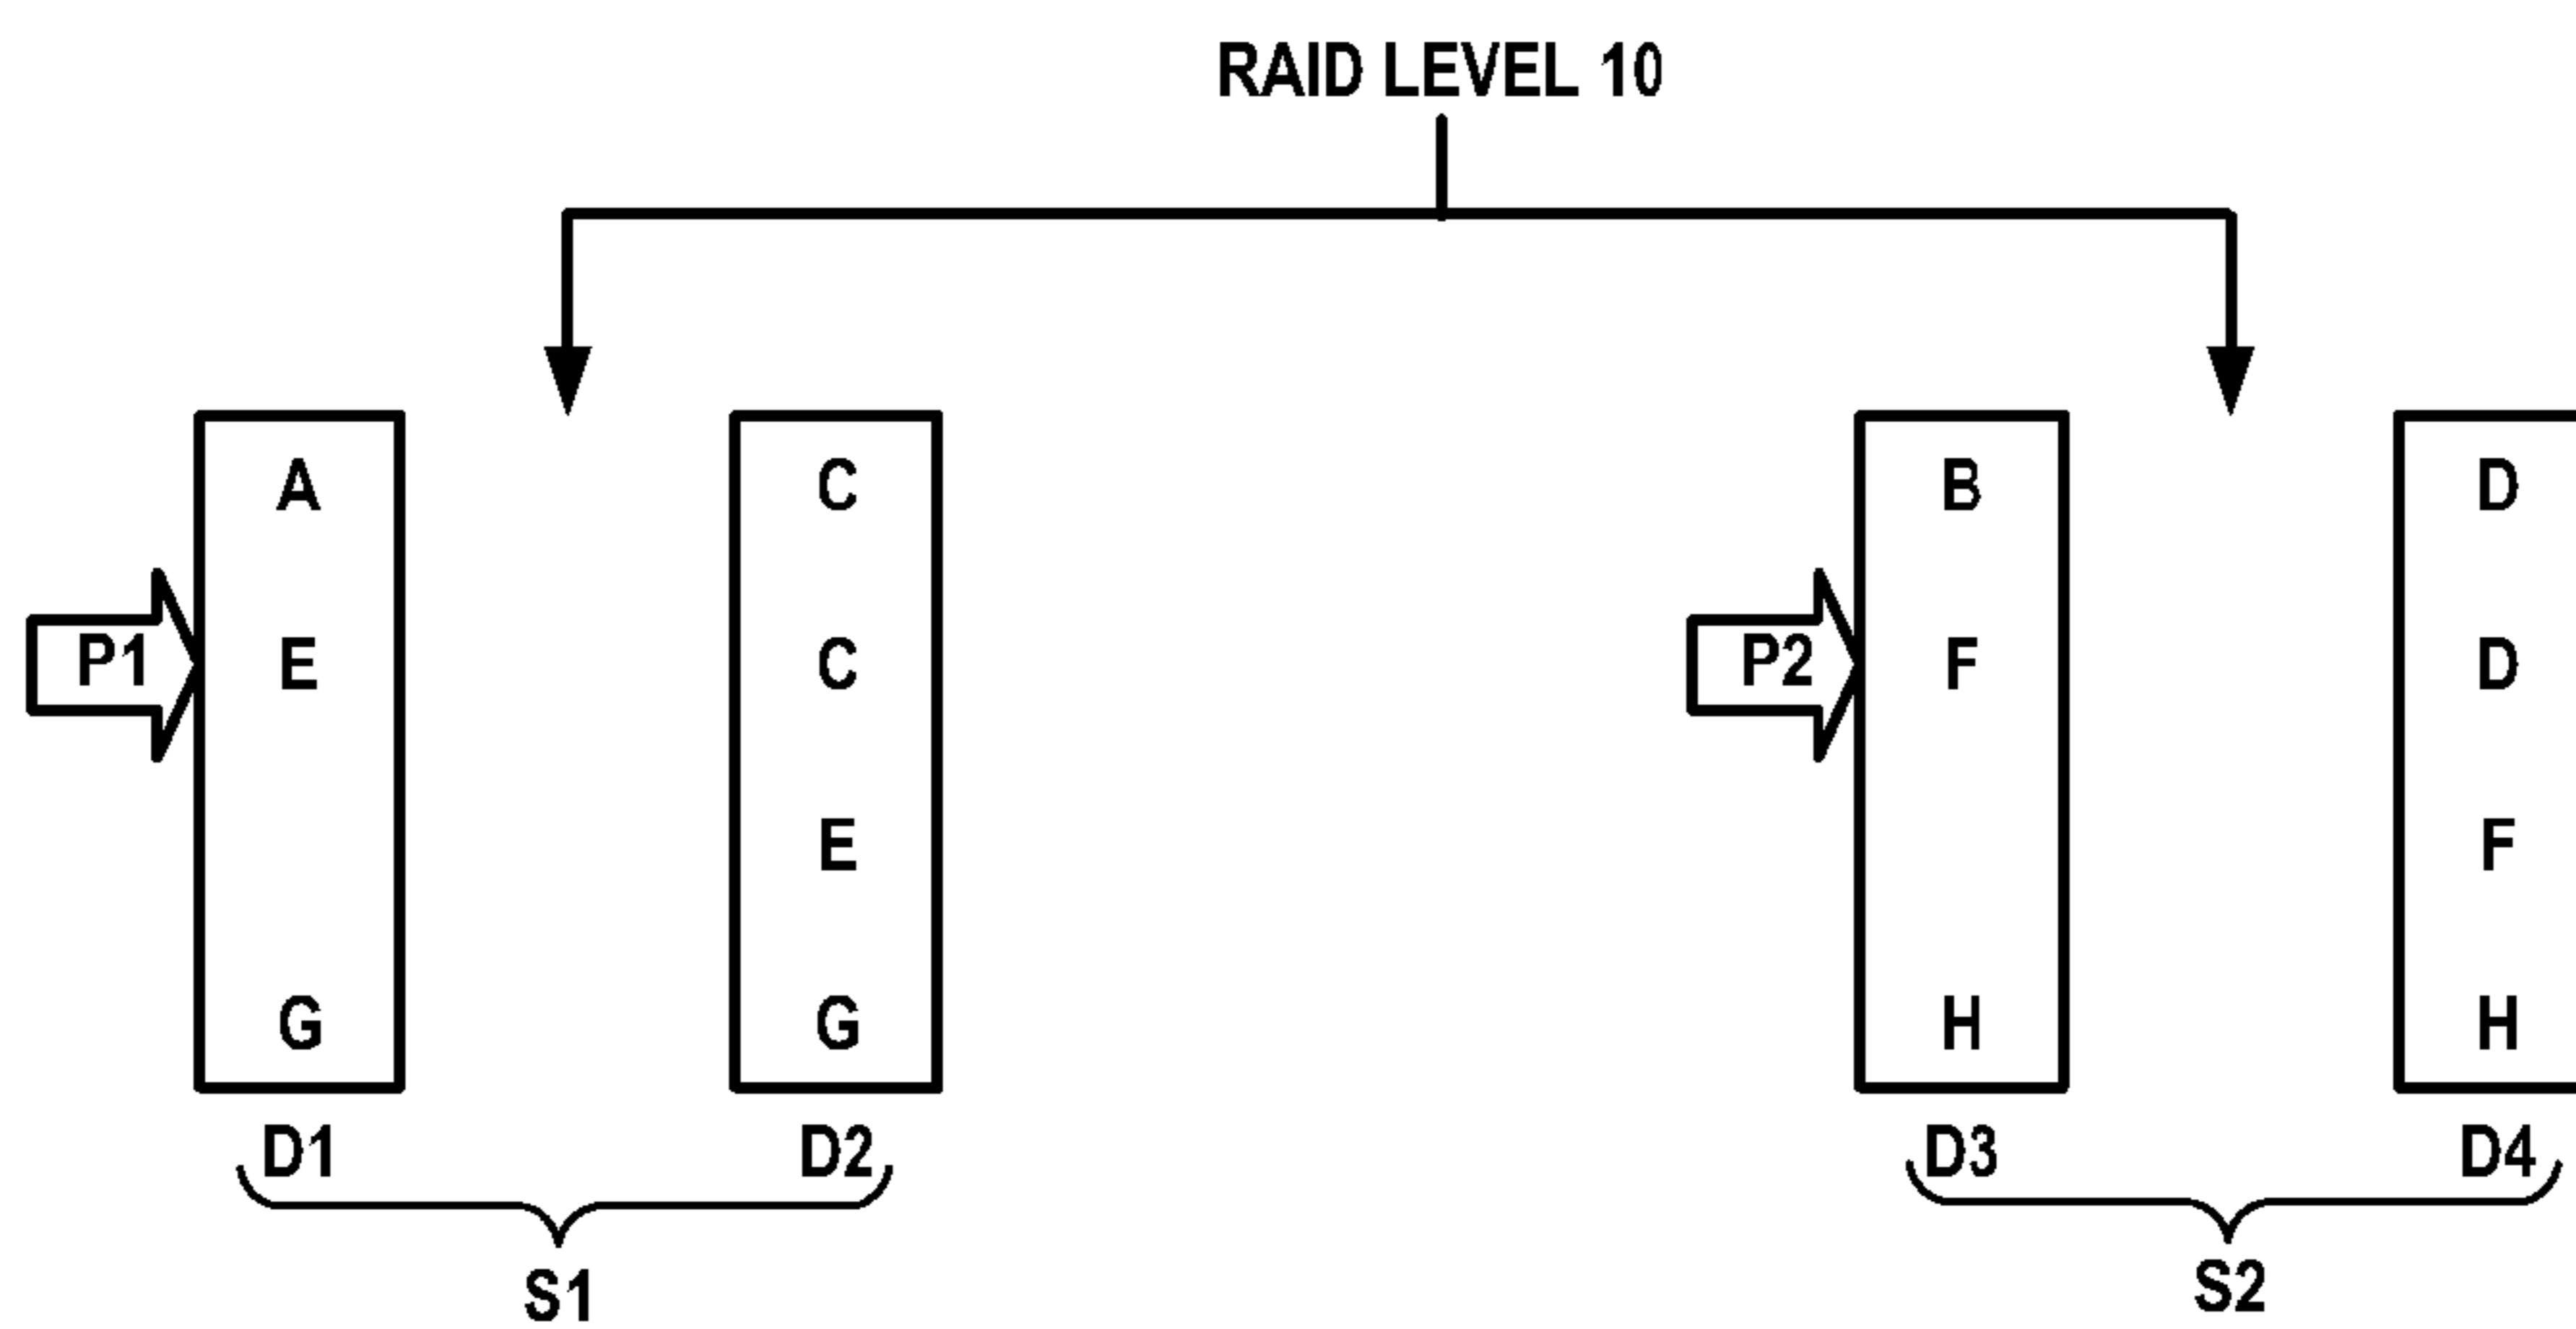 RAID LEVEL 10
A C B D
P1 E C P2 F D
E F
G G H H
D1 D2 D3 D4
S1 S2